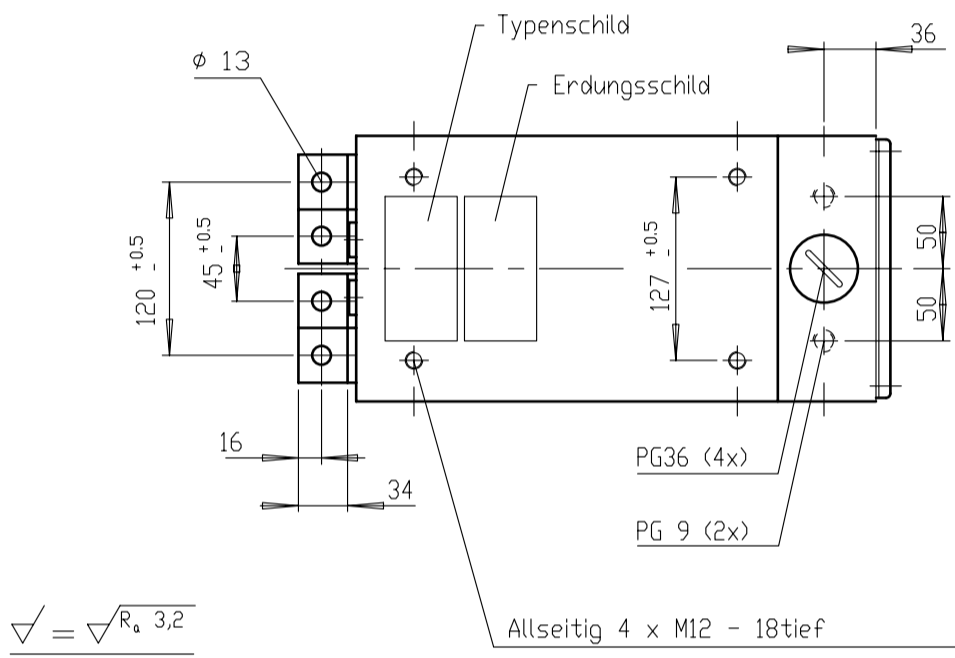 Typenschild
36
ø 13
Erdungsschild
120 +0.5 -
45 +0.5 -
127 +0.5 -
50
50
16
34
PG36 (4x)
PG 9 (2x)
= Ra 3,2
Allseitig 4 x M12 - 18tief